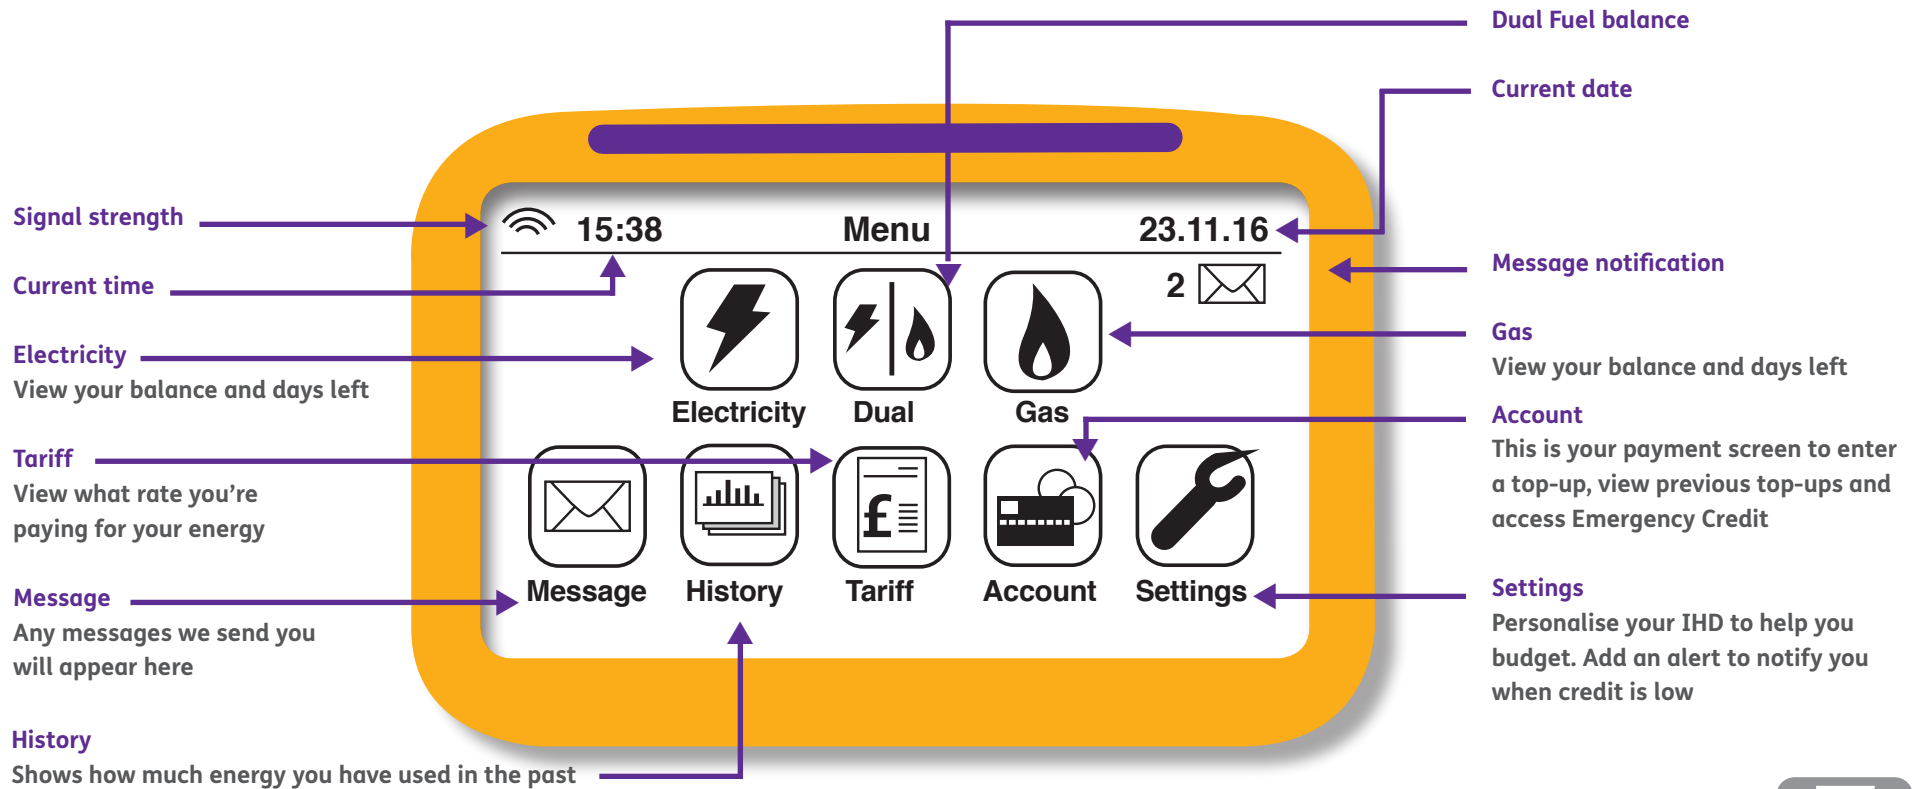 Dual Fuel balance
Current date
Signal strength
Current time
Electricity
View your balance and days left
Tariff
View what rate you're
paying for your energy
Message
Any messages we send you
will appear here
History
Shows how much energy you have used in the past
15:38 Menu 23.11.16
2
Electricity Dual Gas
£
Message History Tariff Account Settings
Message notification
Gas
View your balance and days left
Account
This is your payment screen to enter
a top-up, view previous top-ups and
access Emergency Credit
Settings
Personalise your IHD to help you
budget. Add an alert to notify you
when credit is low